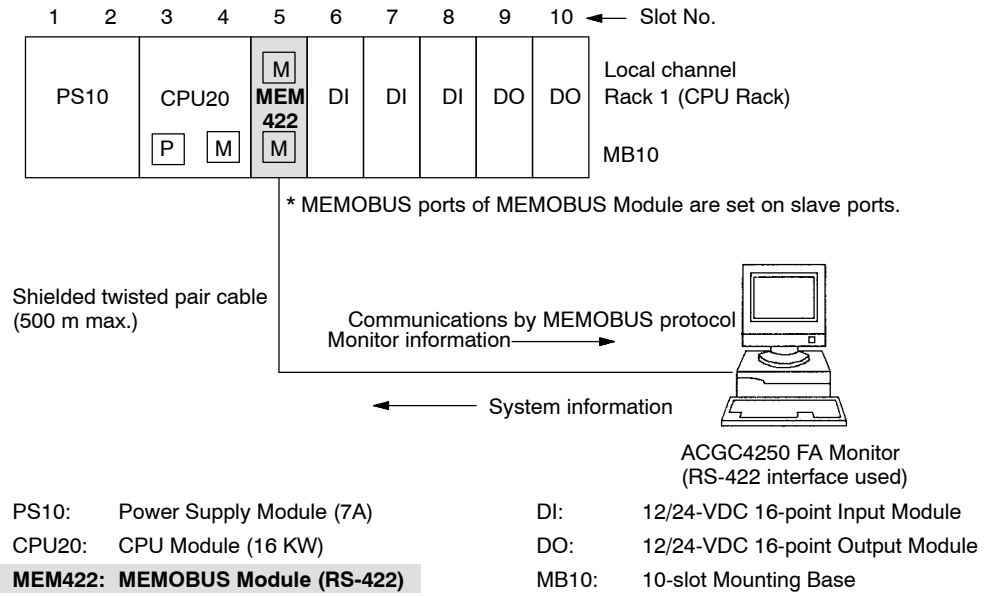 1 2 3 4 5 6 7 8 9 10 Slot No.
PS10 CPU20 M MEM 422 DI DI DI DO DO
P M M
Local channel
Rack 1 (CPU Rack)
MB10
* MEMOBUS ports of MEMOBUS Module are set on slave ports.
Shielded twisted pair cable
(500 m max.)
Communications by MEMOBUS protocol
Monitor information
System information
ACGC4250 FA Monitor
(RS-422 interface used)
PS10: Power Supply Module (7A)
CPU20: CPU Module (16 KW)
MEM422: MEMOBUS Module (RS-422)
DI: 12/24-VDC 16-point Input Module
DO: 12/24-VDC 16-point Output Module
MB10: 10-slot Mounting Base